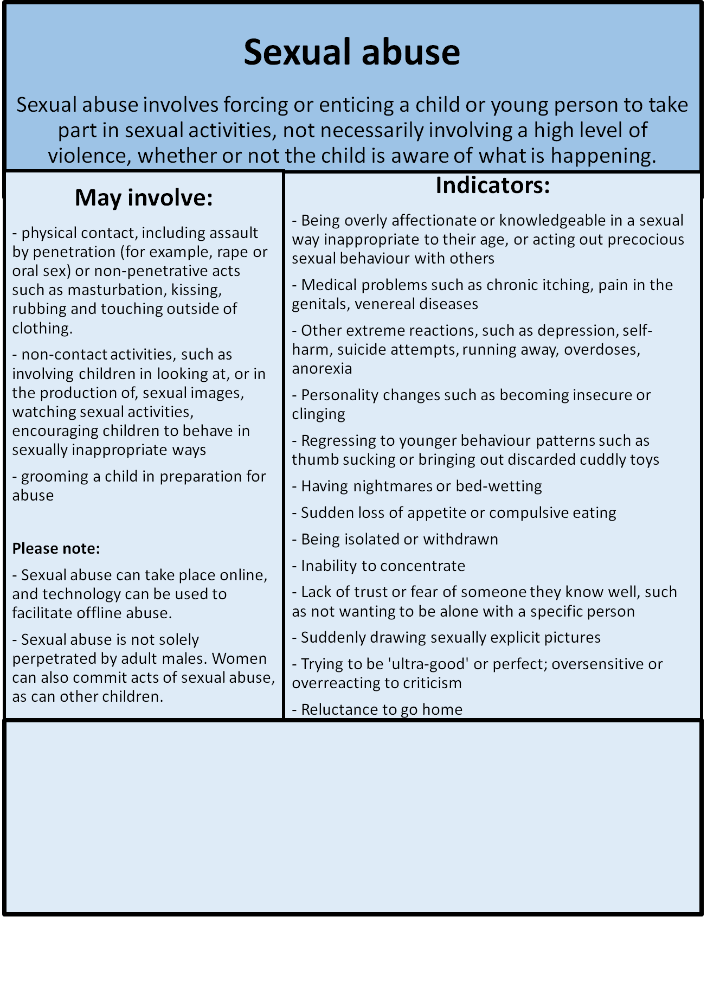 Sexual abuse
Sexual abuse involves forcing or enticing a child or young person to take
part in sexual activities, not necessarily involving a high level of
violence, whether or not the child is aware of what is happening.
May involve:
- physical contact, including assault
by penetration (for example, rape or
oral sex) or non-penetrative acts
such as masturbation, kissing,
rubbing and touching outside of
clothing.
- non-contact activities, such as
involving children in looking at, or in
the production of, sexual images,
watching sexual activities,
encouraging children to behave in
sexually inappropriate ways
- grooming a child in preparation for
abuse
Please note:
- Sexual abuse can take place online,
and technology can be used to
facilitate offline abuse.
- Sexual abuse is not solely
perpetrated by adult males. Women
can also commit acts of sexual abuse,
as can other children.
Indicators:
- Being overly affectionate or knowledgeable in a sexual
way inappropriate to their age, or acting out precocious
sexual behaviour with others
- Medical problems such as chronic itching, pain in the
genitals, venereal diseases
- Other extreme reactions, such as depression, self-
harm, suicide attempts, running away, overdoses,
anorexia
- Personality changes such as becoming insecure or
clinging
- Regressing to younger behaviour patterns such as
thumb sucking or bringing out discarded cuddly toys
- Having nightmares or bed-wetting
- Sudden loss of appetite or compulsive eating
- Being isolated or withdrawn
- Inability to concentrate
- Lack of trust or fear of someone they know well, such
as not wanting to be alone with a specific person
- Suddenly drawing sexually explicit pictures
- Trying to be 'ultra-good' or perfect; oversensitive or
overreacting to criticism
- Reluctance to go home